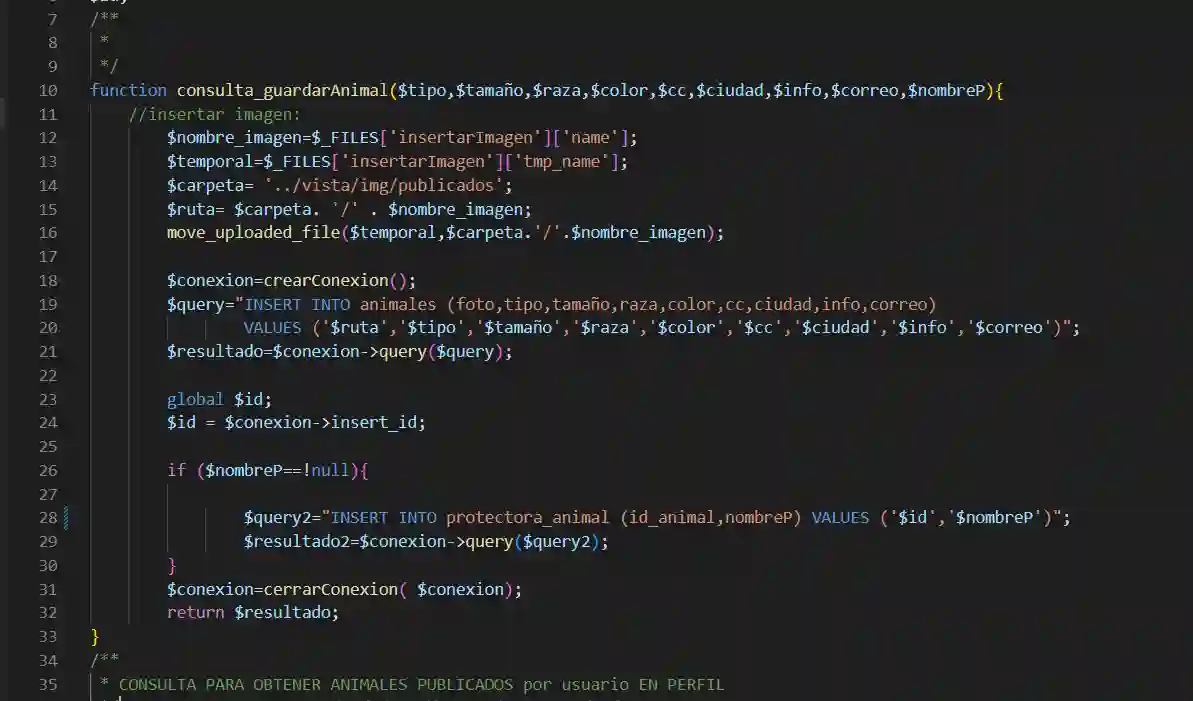 7 /**
8 *
9 */
10 function consulta_guardarAnimal($tipo,$tamaño,$raza,$color,$cc,$ciudad,$info,$correo,$nombreP){
11 //insertar imagen:
12 $nombre_imagen=$_FILES['insertarImagen']['name'];
13 $temporal=$_FILES['insertarImagen']['tmp_name'];
14 $carpeta= '../vista/img/publicados';
15 $ruta= $carpeta. '/' . $nombre_imagen;
16 move_uploaded_file($temporal,$carpeta.'/'.$nombre_imagen);
17
18 $conexion=crearConexion();
19 $query="INSERT INTO animales (foto,tipo,tamaño,raza,color,cc,ciudad,info,correo)
20 VALUES ('$ruta','$tipo','$tamaño','$raza','$color','$cc','$ciudad','$info','$correo')";
21 $resultado=$conexion->query($query);
22
23 global $id;
24 $id = $conexion->insert_id;
25
26 if ($nombreP==!null){
27
28 $query2="INSERT INTO protectora_animal (id_animal,nombreP) VALUES ('$id','$nombreP')";
29 $resultado2=$conexion->query($query2);
30 }
31 $conexion=cerrarConexion( $conexion);
32 return $resultado;
33 }
34 /**
35 * CONSULTA PARA OBTENER ANIMALES PUBLICADOS por usuario EN PERFIL